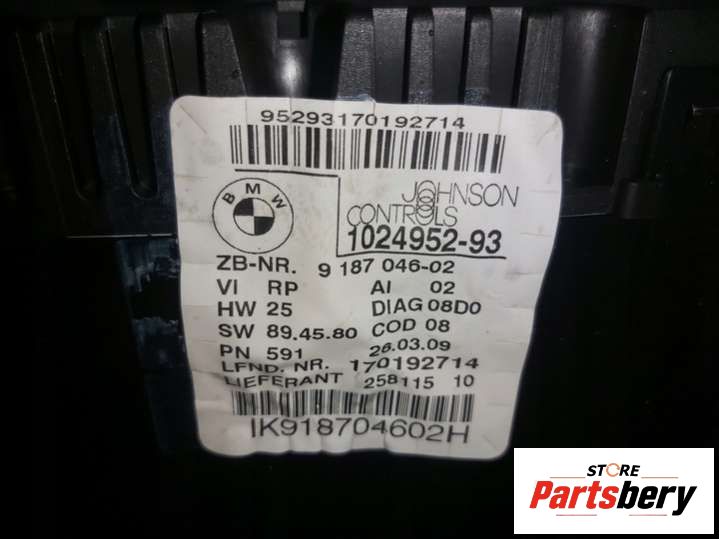 95293170192714
BMW
JOHNSON
CONTROLS
1024952-93
ZB-NR. 9 187 046-02
VI RP AI 02
HW 25 DIAG 08D0
SW 89.45.80 COD 08
PN 591 26.03.09
LFND. NR. 170192714
LIEFERANT 258115 10
IK918704602H
STORE
Partsbery